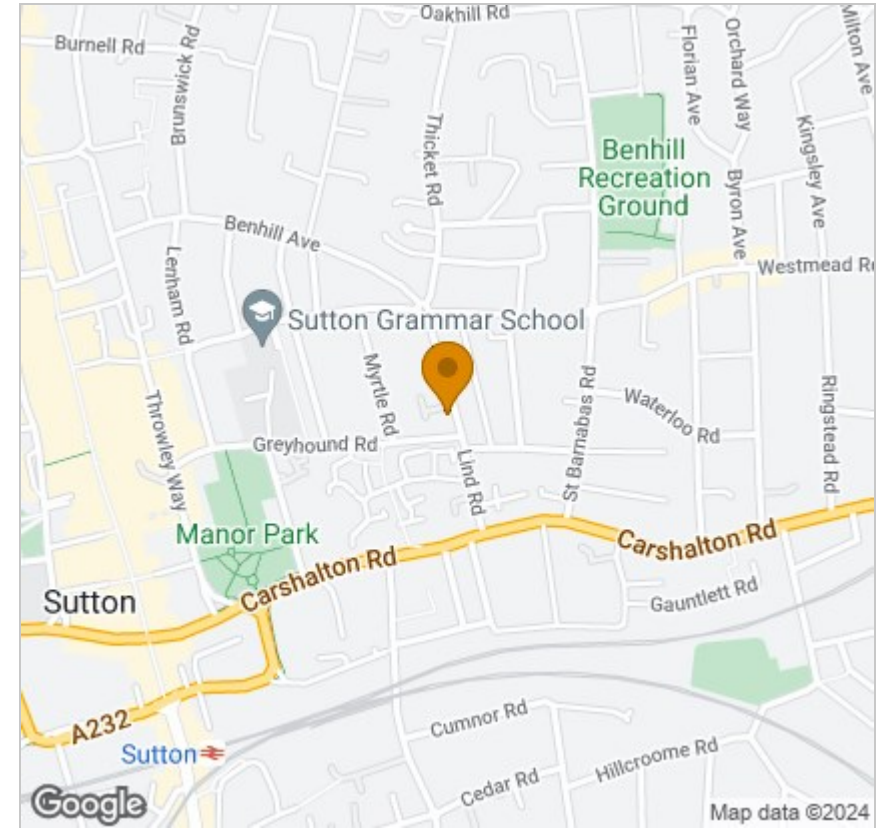 Oakhill Rd
Burnell Rd
Brunswick Rd
Thicket Rd
Florian Ave
Orchard Way
Milton Ave
Kingsley Ave
Benhill
Recreation
Ground
Byron Ave
Benhill Ave
Westmead R
Lenham Rd
Sutton Grammar School
Myrtle Rd
Throwley Way
Waterloo Rd
Ringstead Rd
Greyhound Rd
Lind Rd
St Barnabas Rd
Manor Park
Carshalton Rd
Carshalton Rd
Sutton
Gauntlett Rd
A232
Cumnor Rd
Sutton
Hillcroome Rd
Cedar Rd
Google
Map data ©2024